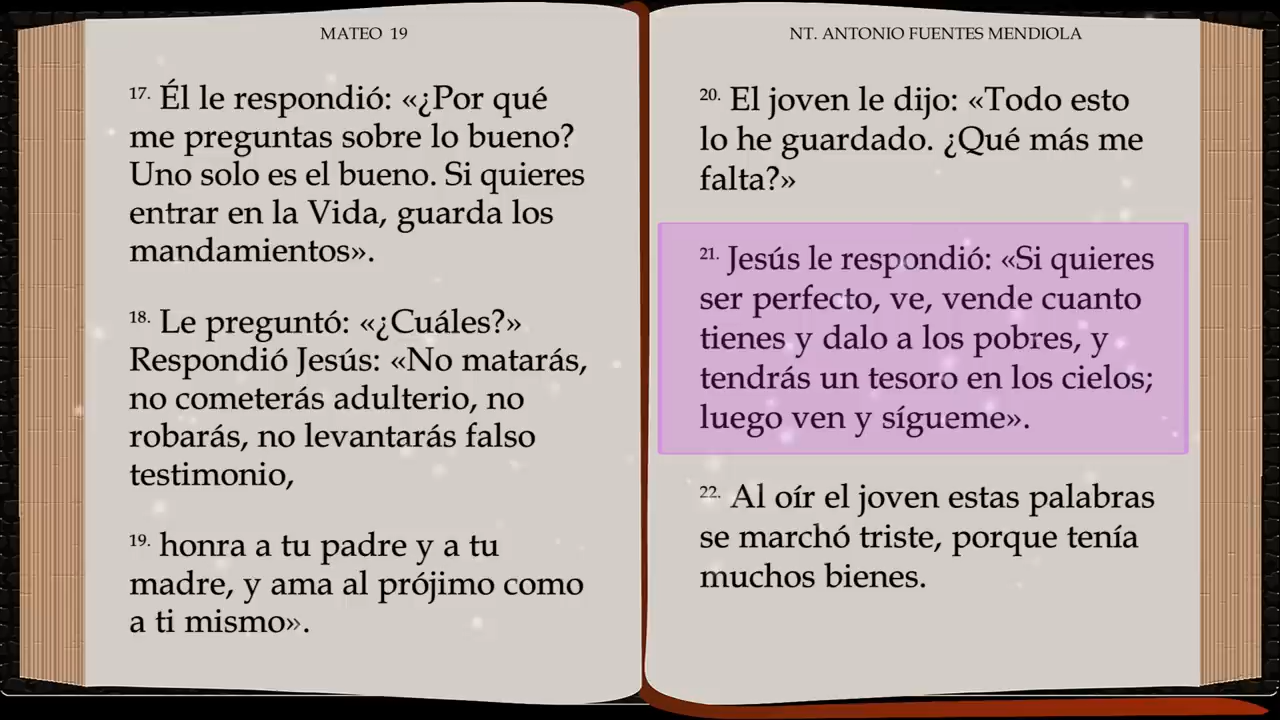 MATEO 19
17. Él le respondió: «¿Por qué
me preguntas sobre lo bueno?
Uno solo es el bueno. Si quieres
entrar en la Vida, guarda los
mandamientos».
18. Le preguntó: «¿Cuáles?»
Respondió Jesús: «No matarás,
no cometerás adulterio, no
robarás, no levantarás falso
testimonio,
19. honra a tu padre y a tu
madre, y ama al prójimo como
a ti mismo».
NT. ANTONIO FUENTES MENDIOLA
20. El joven le dijo: «Todo esto
lo he guardado. ¿Qué más me
falta?»
21. Jesús le respondió: «Si quieres
ser perfecto, ve, vende cuanto
tienes y dalo a los pobres, y
tendrás un tesoro en los cielos;
luego ven y sígueme».
22. Al oír el joven estas palabras
se marchó triste, porque tenía
muchos bienes.